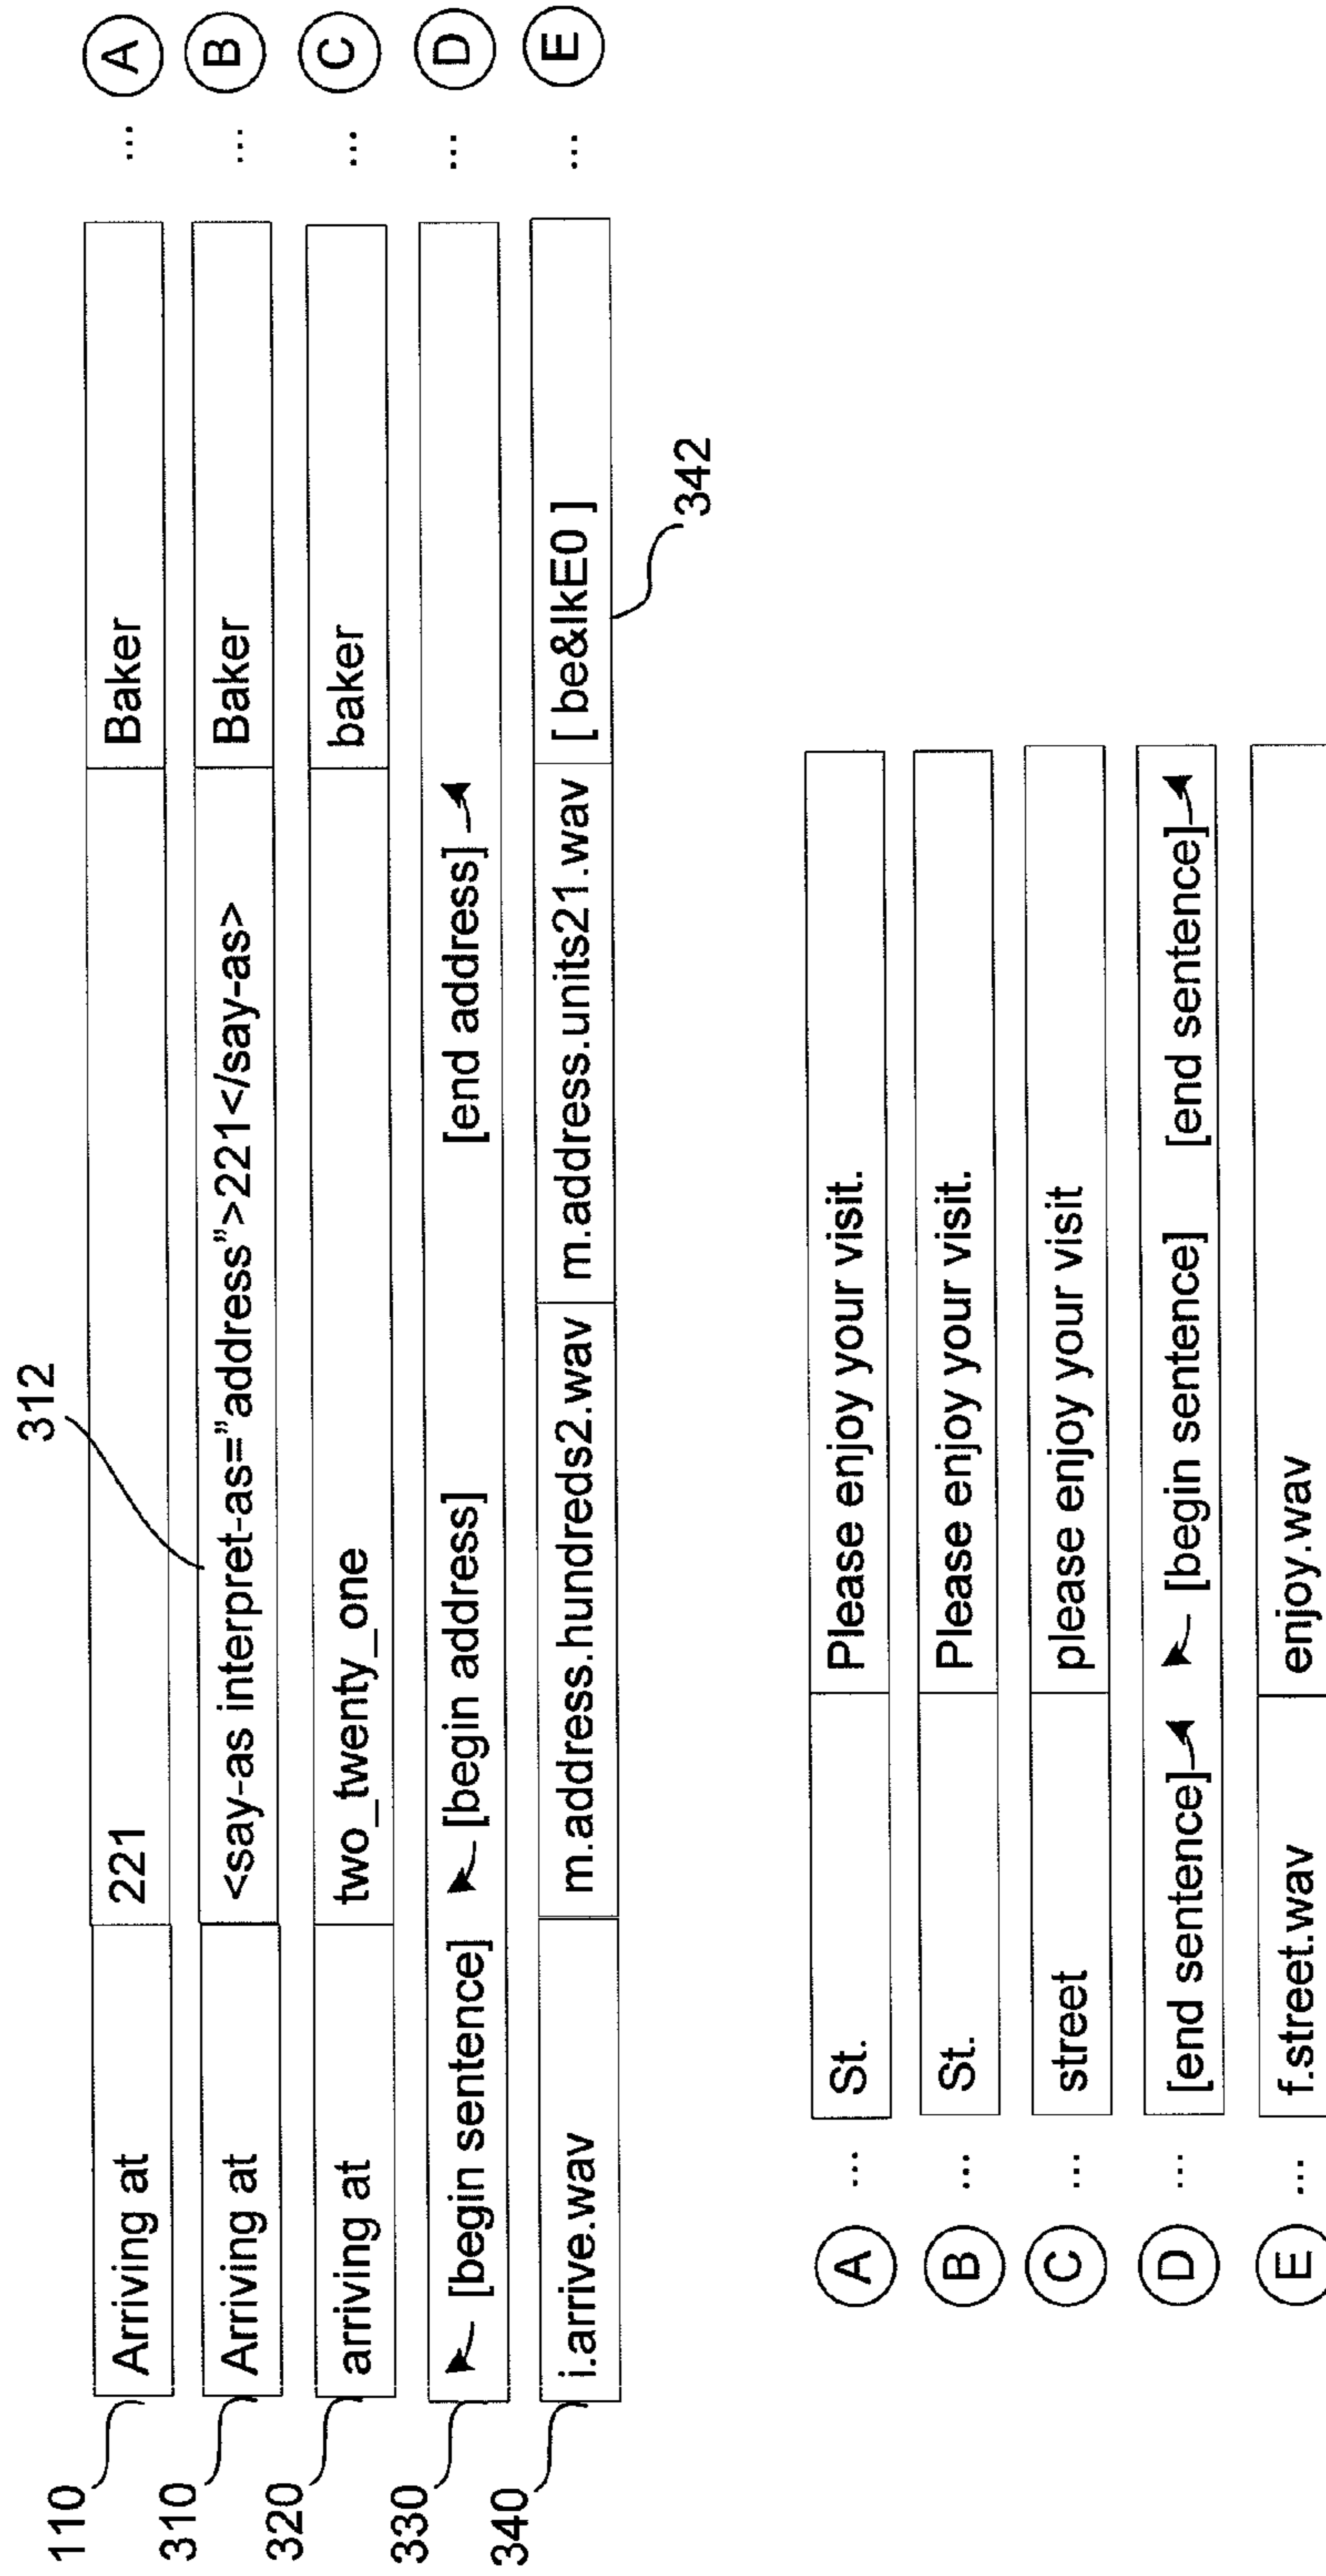 312
110 Arriving at 221 Baker ... A
310 Arriving at <say-as interpret-as=”address”>221</say-as> Baker ... B
320 arriving at two_twenty_one baker ... C
330 [begin sentence] [begin address] [end address] ... D
340 i.arrive.wav m.address.hundreds2.wav m.address.units21.wav [ be&IkE0 ] ... E
342
A ... St. Please enjoy your visit.
B ... St. Please enjoy your visit.
C ... street please enjoy your visit
D ... [end sentence] [begin sentence] [end sentence]
E ... f.street.wav enjoy.wav